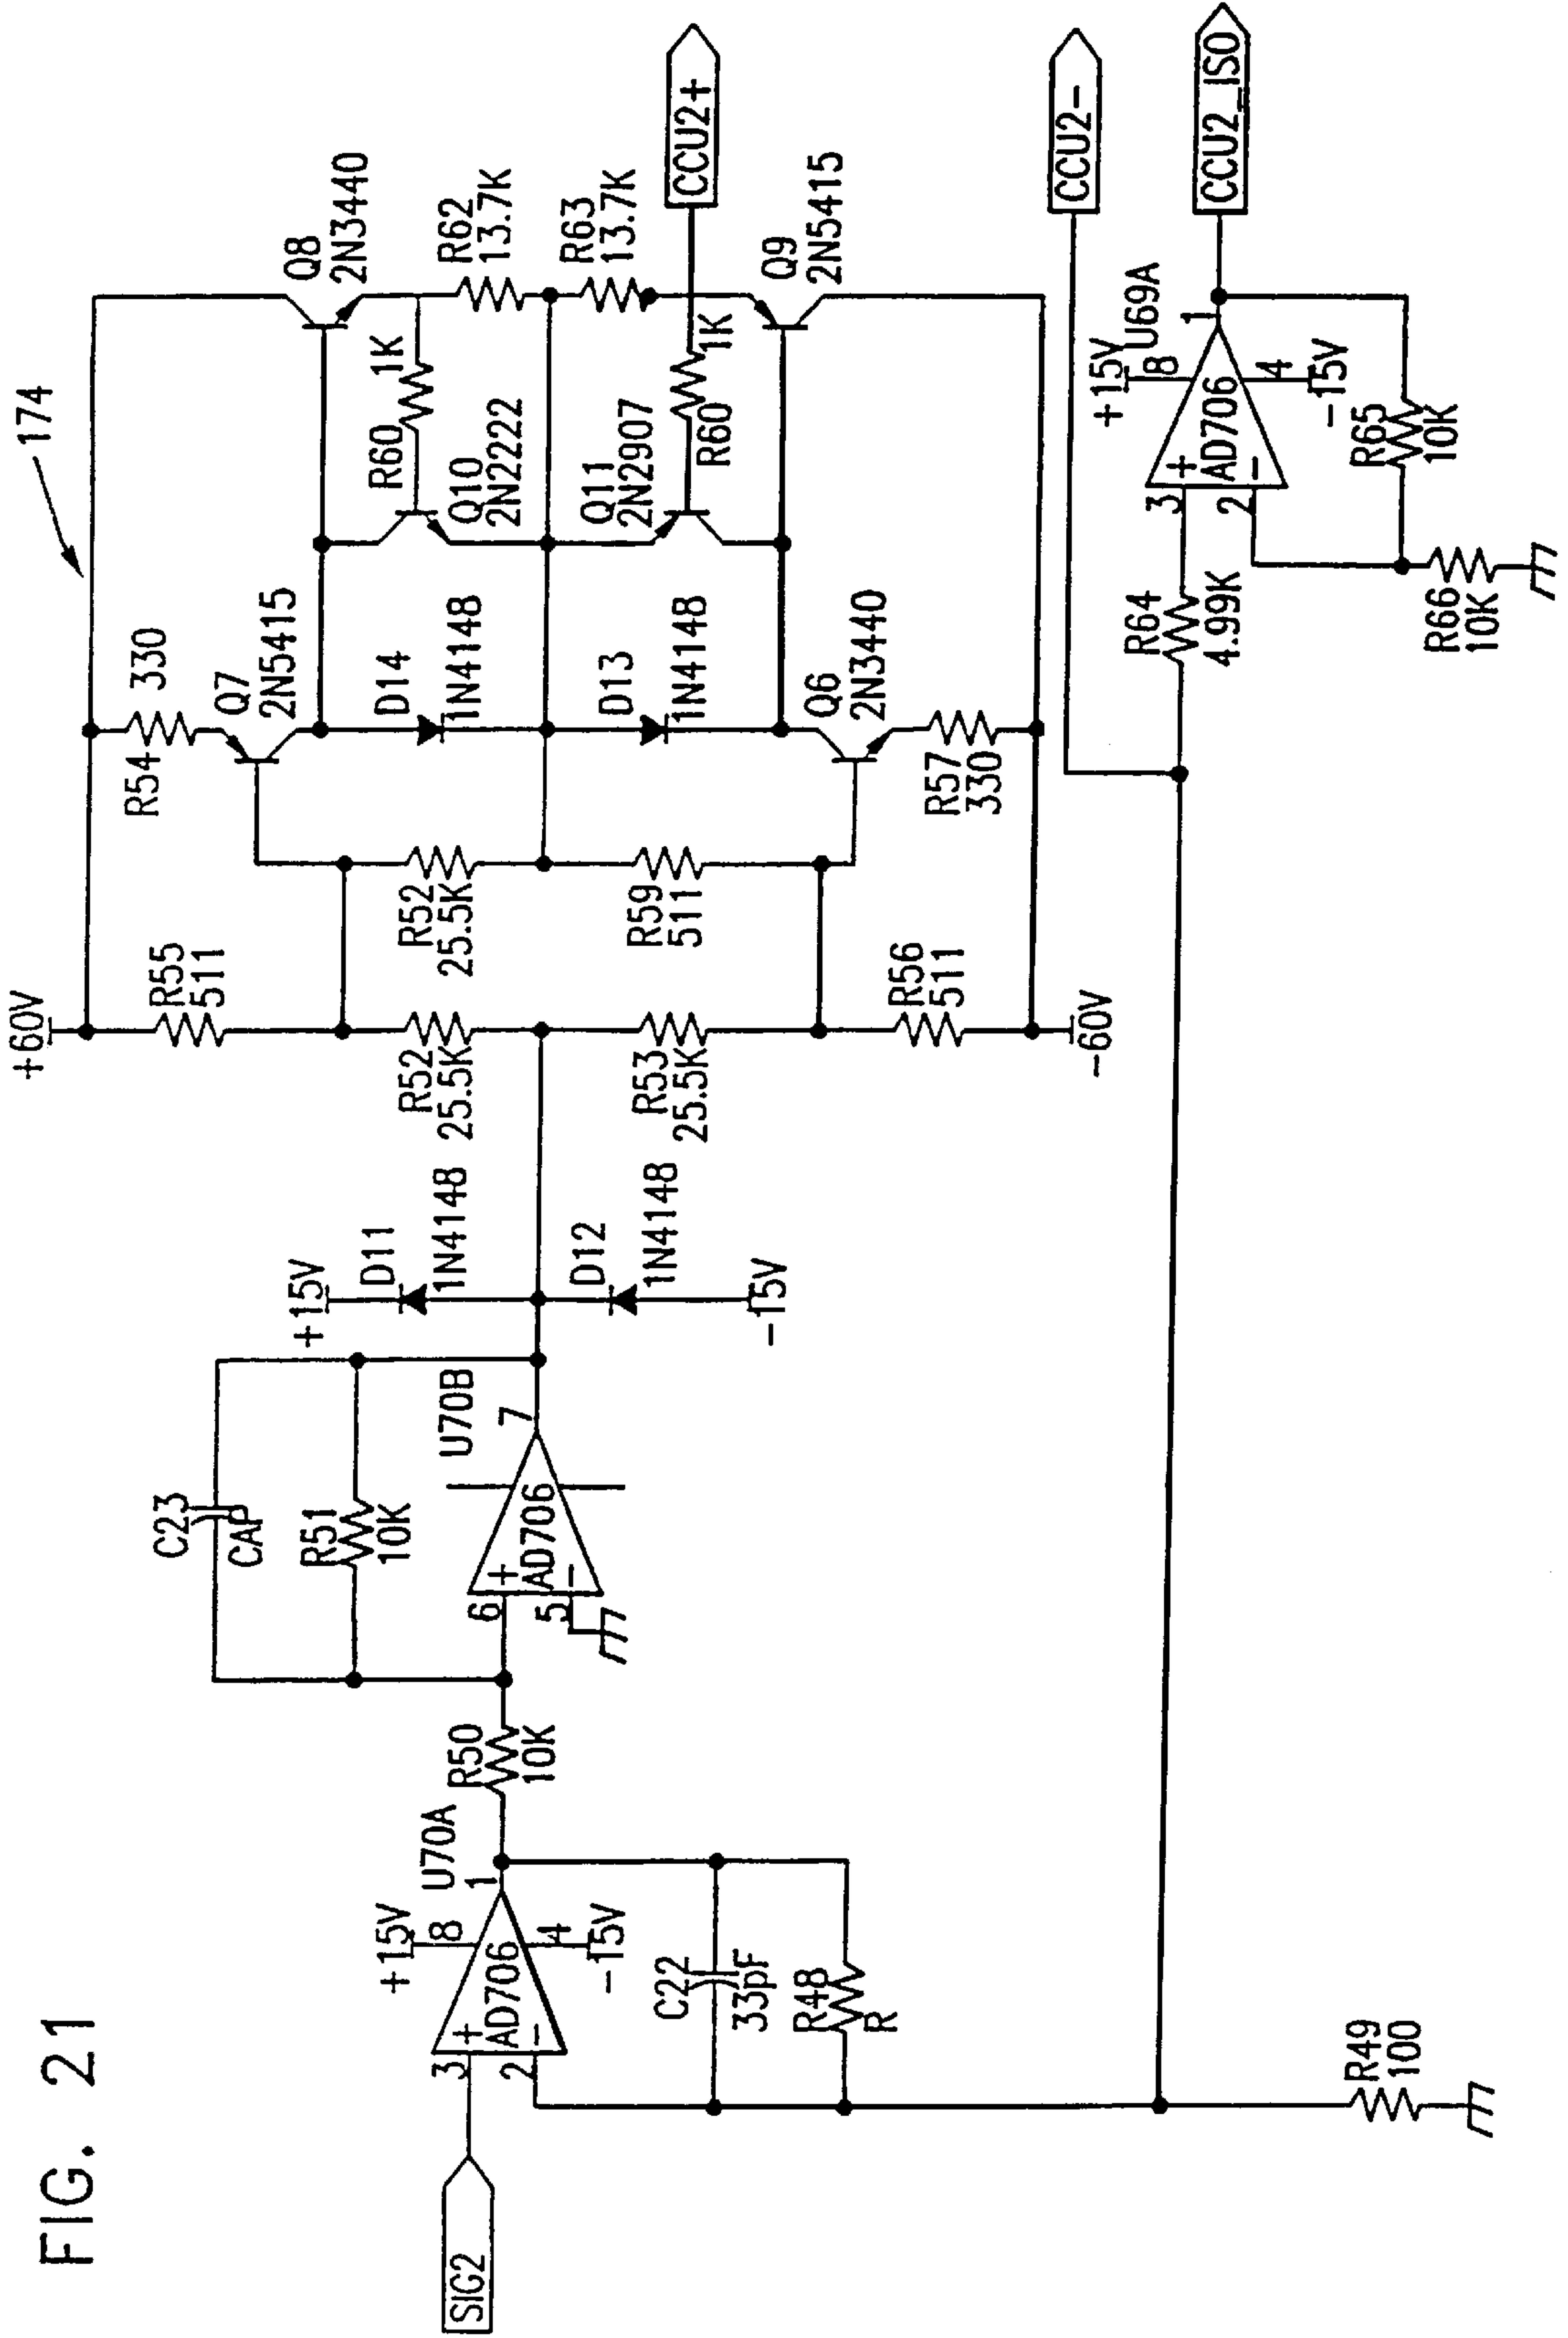 FIG. 21
174
SIG2
3
+
2
−
AD706
+15V
8
U70A
1
4
−15V
C22
33pF
R48
R
R49
100
R50
10K
C23
CAP
R51
10K
6
+
5
−
AD706
U70B
7
+15V
D11
1N4148
D12
1N4148
−15V
+60V
R55
511
R52
25.5K
R53
25.5K
R56
511
−60V
R52
25.5K
R59
511
R54
330
Q7
2N5415
D14
1N4148
D13
1N4148
Q6
2N3440
R57
330
R60
1K
Q10
2N2222
Q11
2N2907
R60
1K
Q8
2N3440
R62
13.7K
R63
13.7K
Q9
2N5415
CCU2+
CCU2−
R64
4.99K
3
+
2
−
AD706
+15V
8
U69A
1
4
−15V
R65
10K
R66
10K
CCU2_ISO